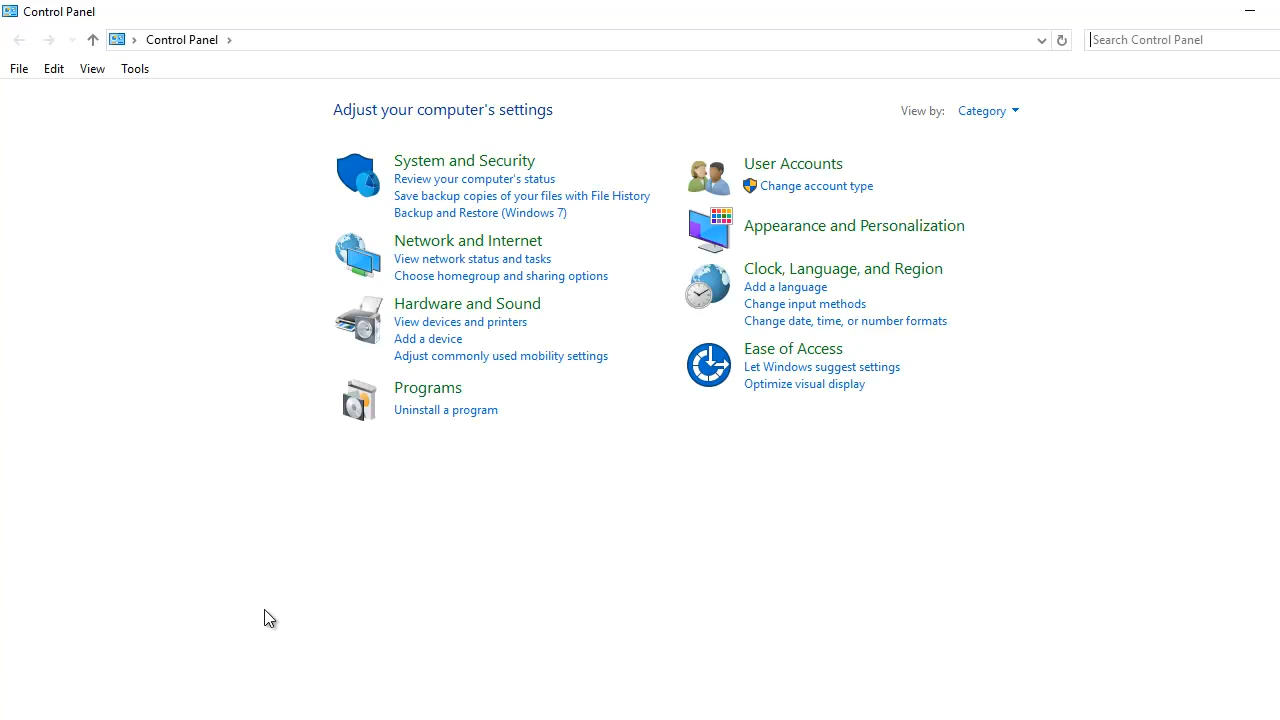 Control Panel
Control Panel
Search Control Panel
File Edit View Tools
Adjust your computer's settings
View by: Category
System and Security
Review your computer's status
Save backup copies of your files with File History
Backup and Restore (Windows 7)
Network and Internet
View network status and tasks
Choose homegroup and sharing options
Hardware and Sound
View devices and printers
Add a device
Adjust commonly used mobility settings
Programs
Uninstall a program
User Accounts
Change account type
Appearance and Personalization
Clock, Language, and Region
Add a language
Change input methods
Change date, time, or number formats
Ease of Access
Let Windows suggest settings
Optimize visual display